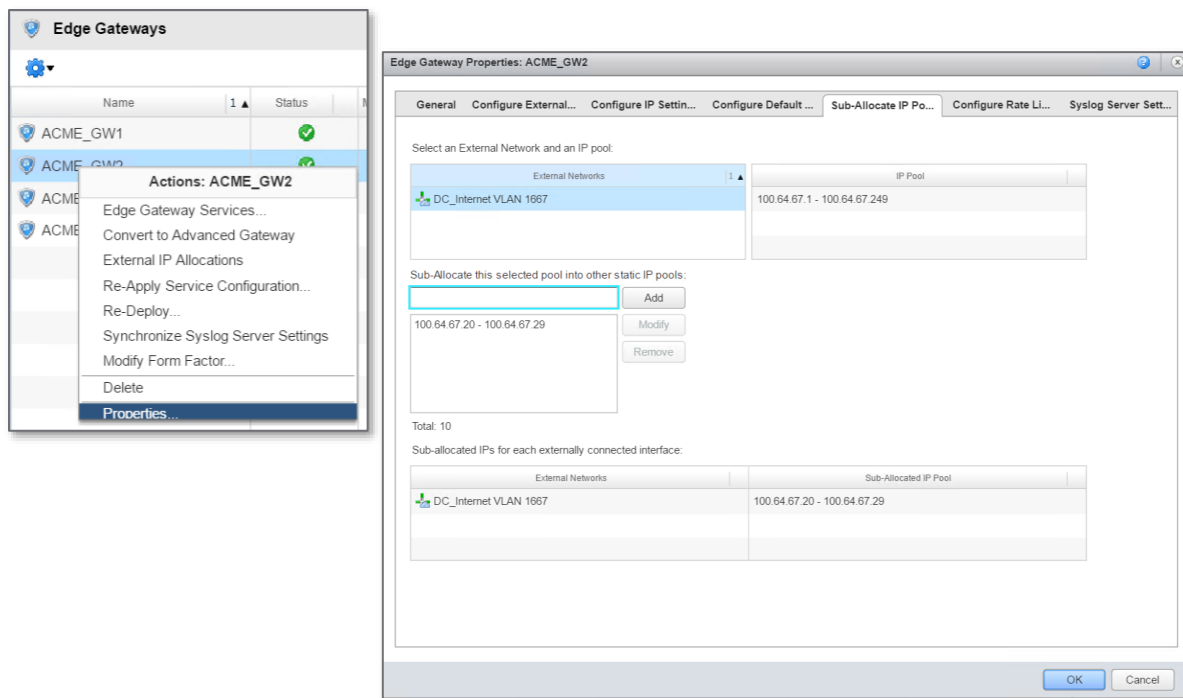 Edge Gateways
Name 1 ▲ Status
ACME_GW1
ACME_GW2
ACME
ACME
Actions: ACME_GW2
Edge Gateway Services...
Convert to Advanced Gateway
External IP Allocations
Re-Apply Service Configuration...
Re-Deploy...
Synchronize Syslog Server Settings
Modify Form Factor...
Delete
Properties...
Edge Gateway Properties: ACME_GW2
General Configure External... Configure IP Settin... Configure Default ... Sub-Allocate IP Po... Configure Rate Li... Syslog Server Sett...
Select an External Network and an IP pool:
External Networks 1 ▲ IP Pool
DC_Internet VLAN 1667 100.64.67.1 - 100.64.67.249
Sub-Allocate this selected pool into other static IP pools:
Add
100.64.67.20 - 100.64.67.29
Modify
Remove
Total: 10
Sub-allocated IPs for each externally connected interface:
External Networks Sub-Allocated IP Pool
DC_Internet VLAN 1667 100.64.67.20 - 100.64.67.29
OK Cancel